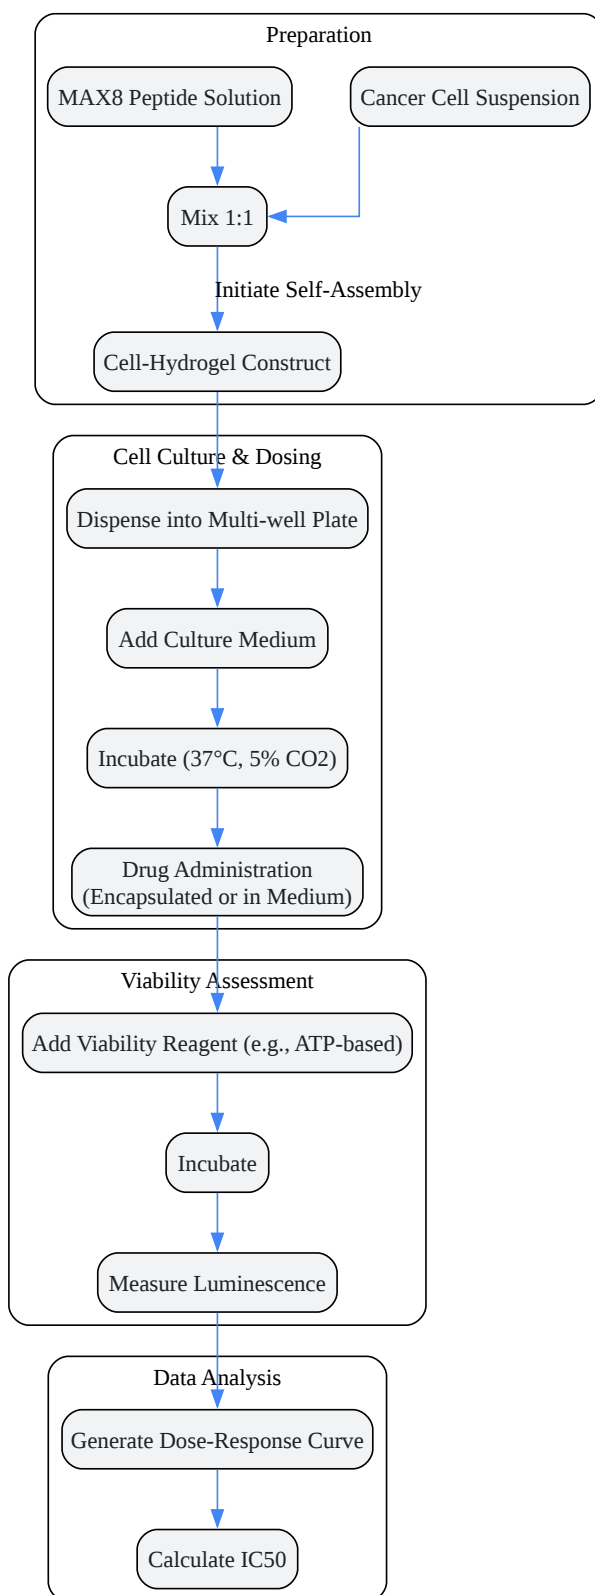 Preparation
MAX8 Peptide Solution
Cancer Cell Suspension
Mix 1:1
Initiate Self-Assembly
Cell-Hydrogel Construct
Cell Culture & Dosing
Dispense into Multi-well Plate
Add Culture Medium
Incubate (37°C, 5% CO2)
Drug Administration
(Encapsulated or in Medium)
Viability Assessment
Add Viability Reagent (e.g., ATP-based)
Incubate
Measure Luminescence
Data Analysis
Generate Dose-Response Curve
Calculate IC50